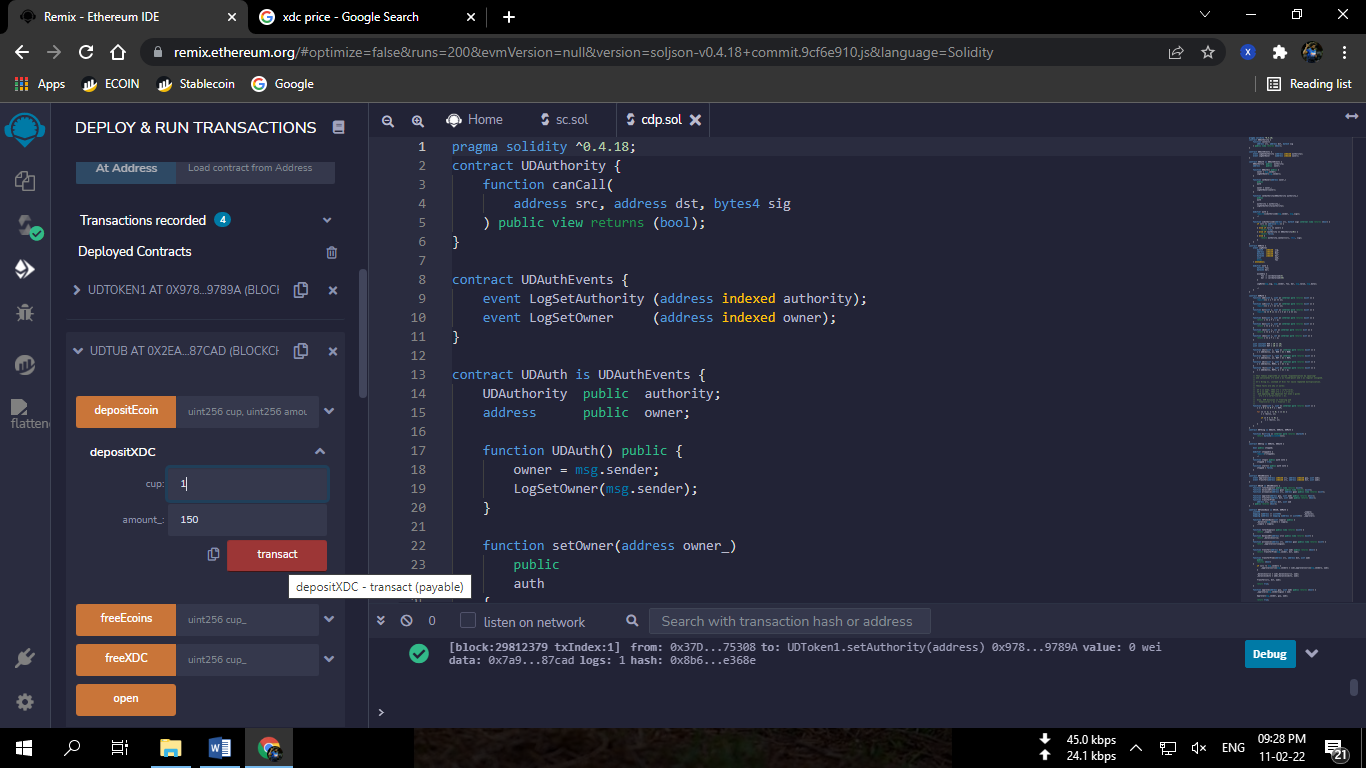 Remix - Ethereum IDE
xdc price - Google Search
remix.ethereum.org/#optimize=false&runs=200&evmVersion=null&version=soljson-v0.4.18+commit.9cf6e910.js&language=Solidity
X
Apps ECOIN Stablecoin Google Reading list
DEPLOY & RUN TRANSACTIONS
At Address Load contract from Address
Transactions recorded 4
Deployed Contracts
UDTOKEN1 AT 0X978...9789A (BLOCK
UDTUB AT 0X2EA...87CAD (BLOCKCH
depositEcoin uint256 cup, uint256 amou
depositXDC
cup: 1
amount_: 150
transact
depositXDC - transact (payable)
freeEcoins uint256 cup_
freeXDC uint256 cup_
open
flatten
Home sc.sol cdp.sol
1 pragma solidity ^0.4.18;
2 contract UDAuthority {
3 function canCall(
4 address src, address dst, bytes4 sig
5 ) public view returns (bool);
6 }
7
8 contract UDAuthEvents {
9 event LogSetAuthority (address indexed authority);
10 event LogSetOwner (address indexed owner);
11 }
12
13 contract UDAuth is UDAuthEvents {
14 UDAuthority public authority;
15 address public owner;
16
17 function UDAuth() public {
18 owner = msg.sender;
19 LogSetOwner(msg.sender);
20 }
21
22 function setOwner(address owner_)
23 public
auth
{
0 listen on network Search with transaction hash or address
[block:29812379 txIndex:1] from: 0x37D...75308 to: UDToken1.setAuthority(address) 0x978...9789A value: 0 wei
data: 0x7a9...87cad logs: 1 hash: 0x8b6...e368e
Debug
>
45.0 kbps
24.1 kbps
ENG
09:28 PM
11-02-22
21